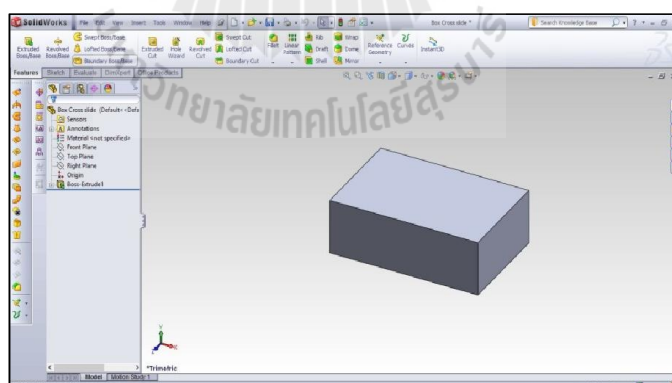 SolidWorks File Edit View Insert Tools Window Help Box Cross slide * Search Knowledge Base
Extruded Boss/Base Revolved Boss/Base Swept Boss/Base Lofted Boss/Base Boundary Boss/Base Extruded Cut Hole Wizard Revolved Cut Swept Cut Lofted Cut Boundary Cut Fillet Linear Pattern Rib Draft Shell Wrap Dome Mirror Reference Geometry Curves Instant3D
Features Sketch Evaluate DimXpert Office Products
วิทยาลัยเทคโนโลยีสุร
Box Cross slide (Default<<Defa
Sensors
Annotations
Material <not specified>
Front Plane
Top Plane
Right Plane
Origin
Boss-Extrude1
Y
X
*Trimetric
Model Motion Study 1